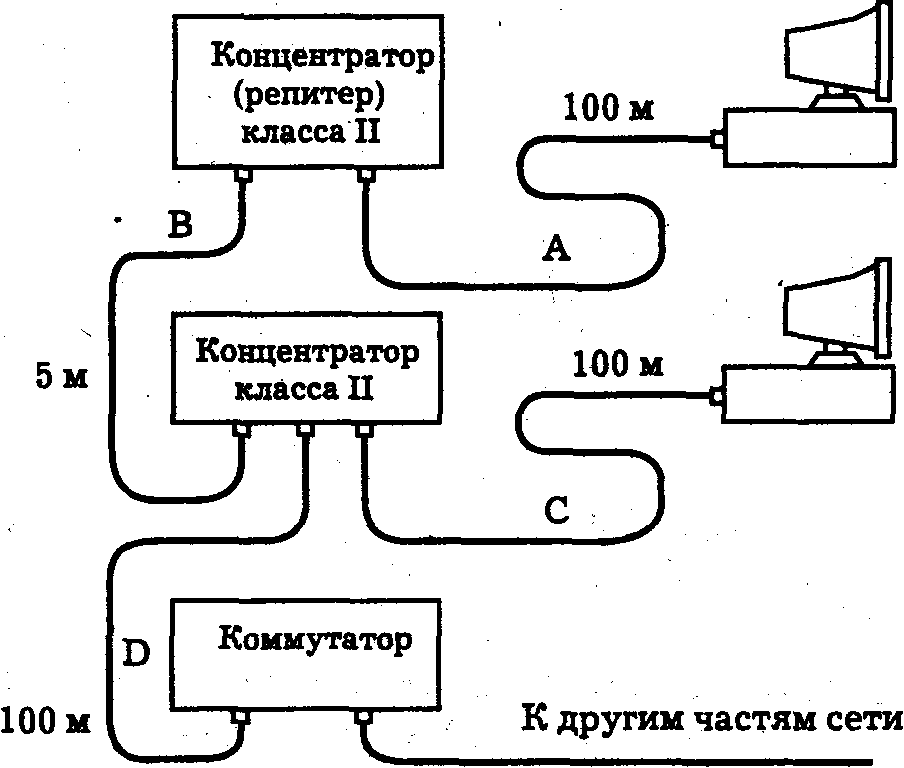 Концентратор
(репитер)
класса II
100 м
B
A
Концентратор
класса II
5 м
100 м
C
Коммутатор
D
100 м
К другим частям сети